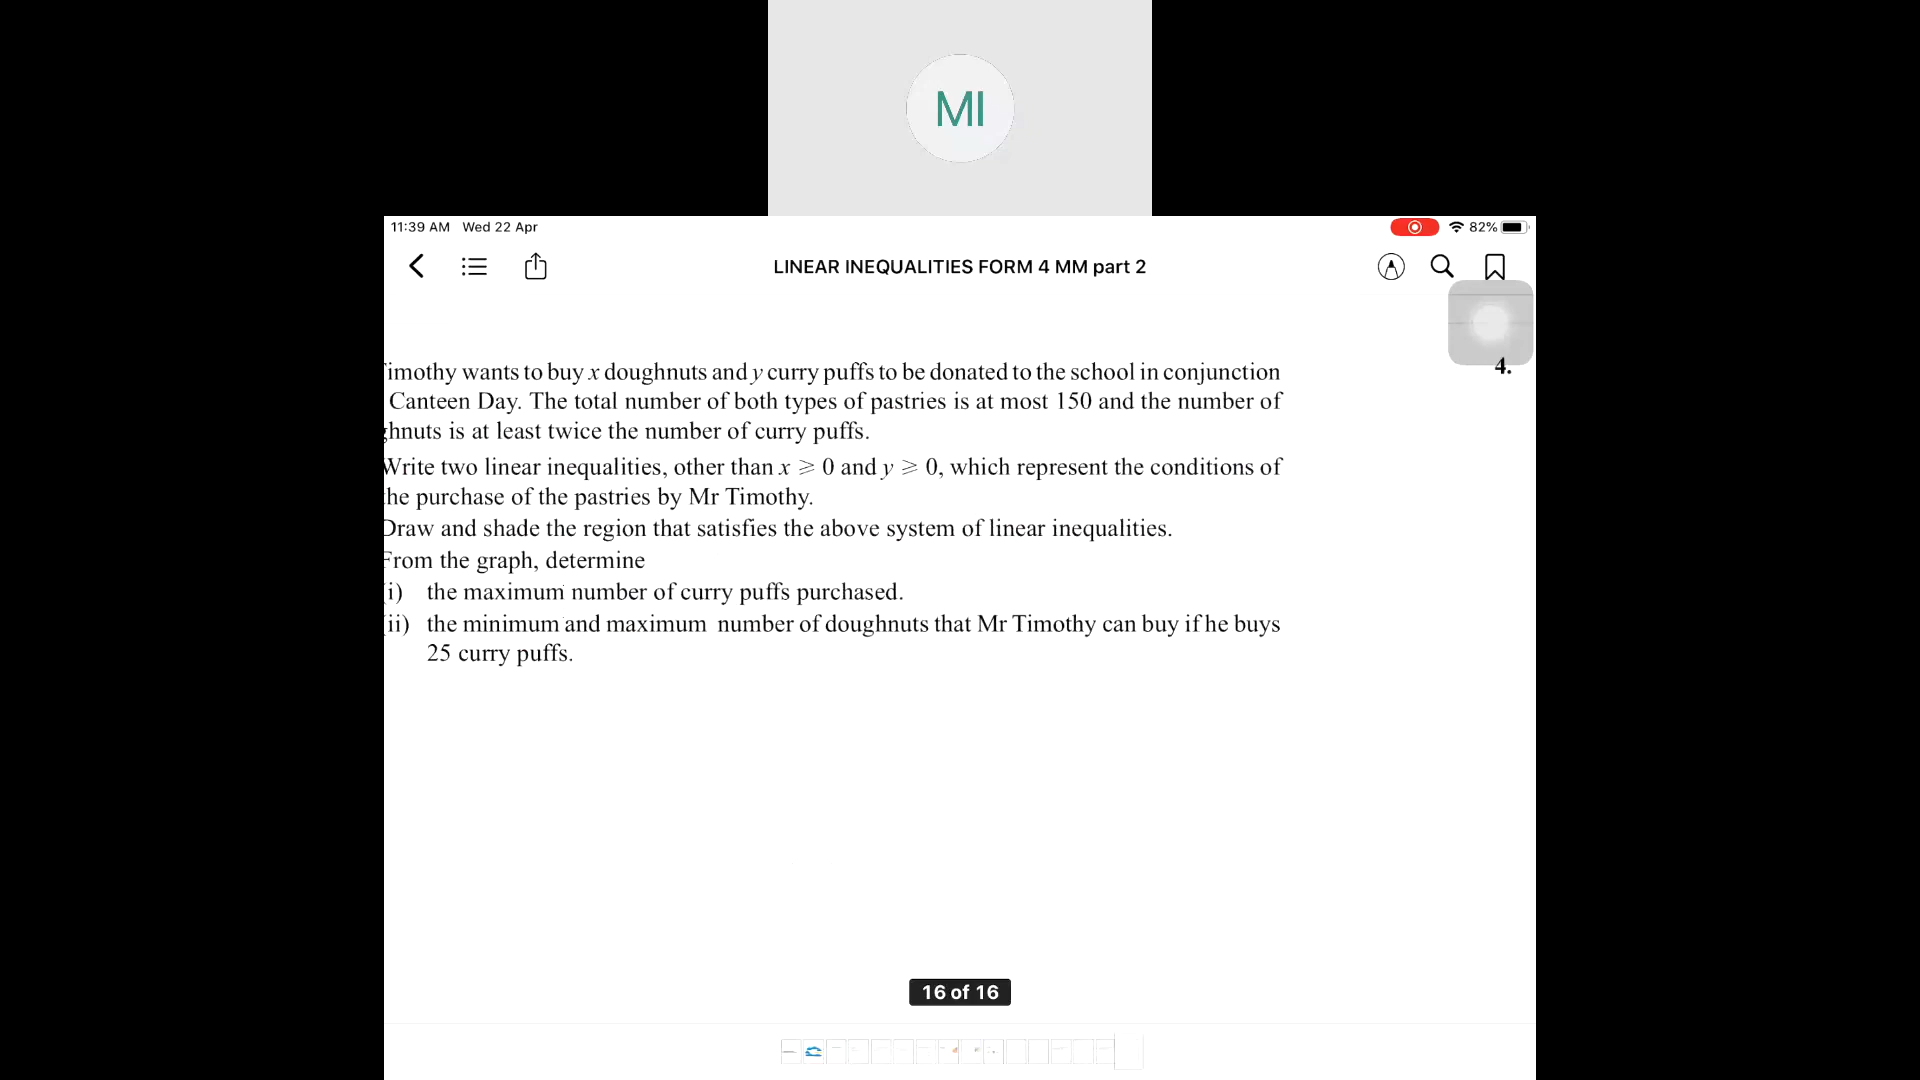 MI
11:39 AM Wed 22 Apr
82%
LINEAR INEQUALITIES FORM 4 MM part 2
4.
imothy wants to buy x doughnuts and y curry puffs to be donated to the school in conjunction
Canteen Day. The total number of both types of pastries is at most 150 and the number of
ghnuts is at least twice the number of curry puffs.
Write two linear inequalities, other than x ⩾ 0 and y ⩾ 0, which represent the conditions of
the purchase of the pastries by Mr Timothy.
Draw and shade the region that satisfies the above system of linear inequalities.
From the graph, determine
i) the maximum number of curry puffs purchased.
ii) the minimum and maximum number of doughnuts that Mr Timothy can buy if he buys
25 curry puffs.
16 of 16